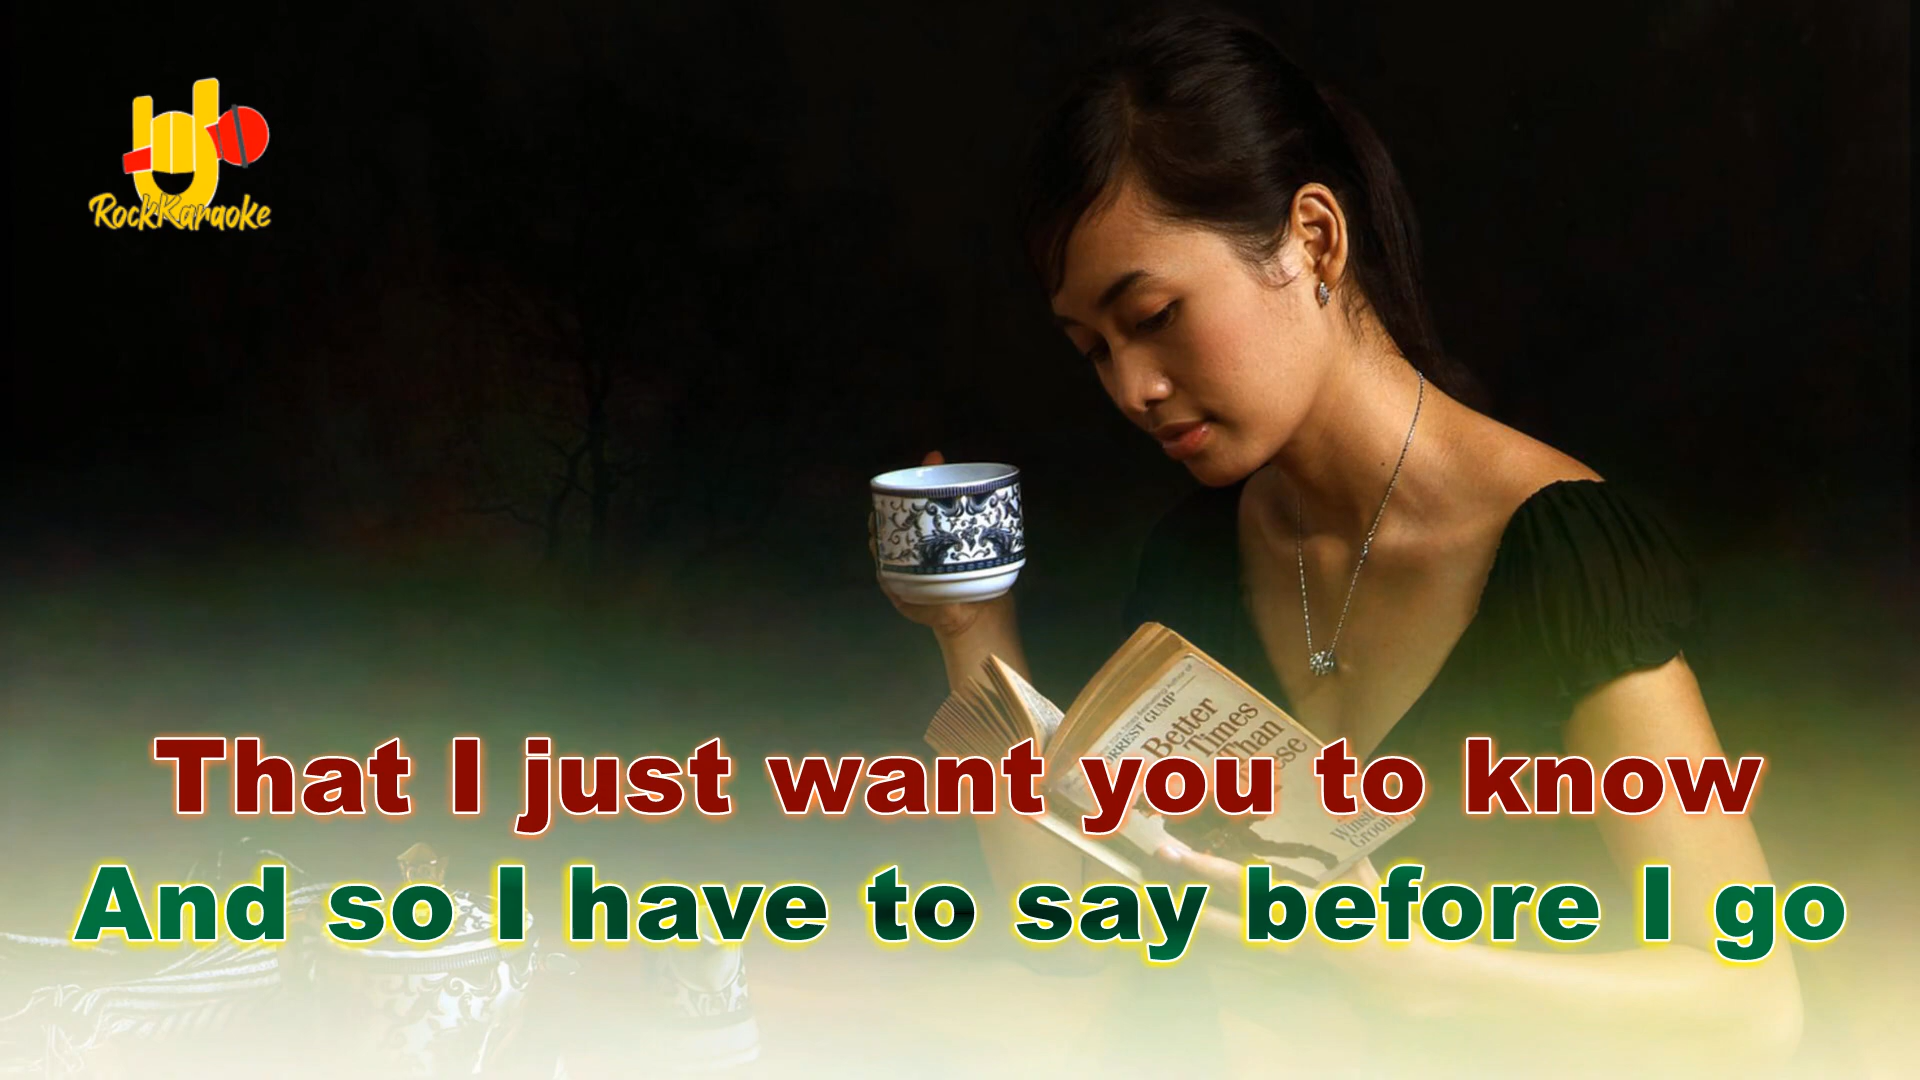 RockKaraoke
FORREST GUMP
Better
Times
Than
That I just want you to know
And so I have to say before I go